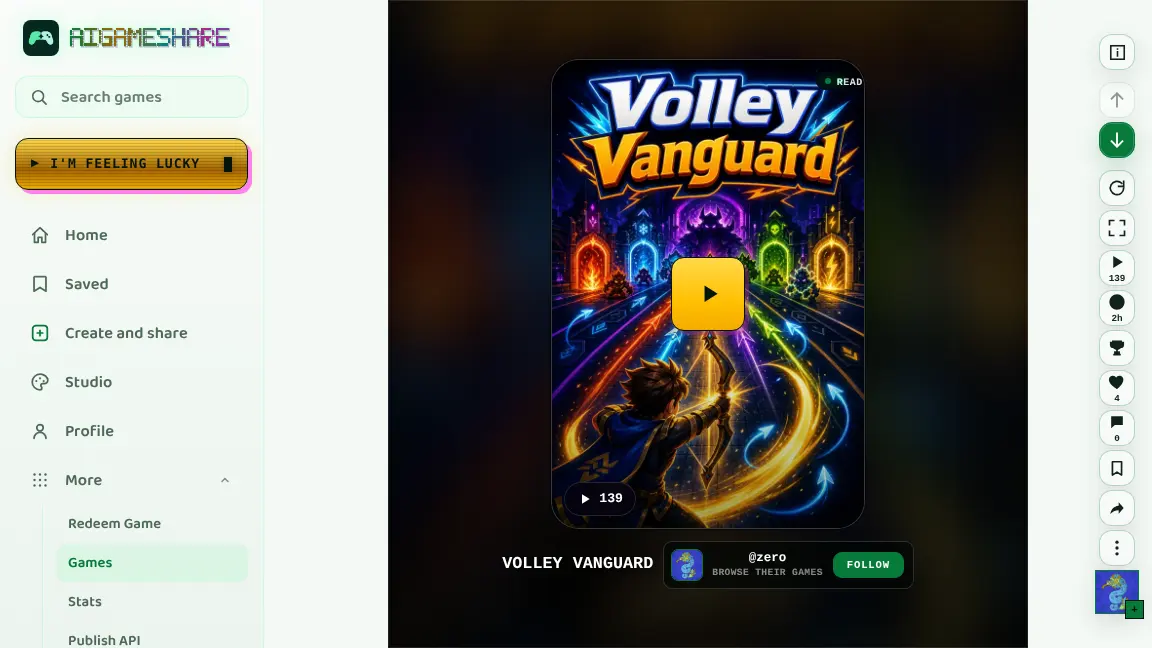 AIGAMESHARE
Search games
I'M FEELING LUCKY
Home
Saved
Create and share
Studio
Profile
More
Redeem Game
Games
Stats
Publish API
READ
Volley
Vanguard
139
VOLLEY VANGUARD
@zero
BROWSE THEIR GAMES
FOLLOW
139
2h
4
0